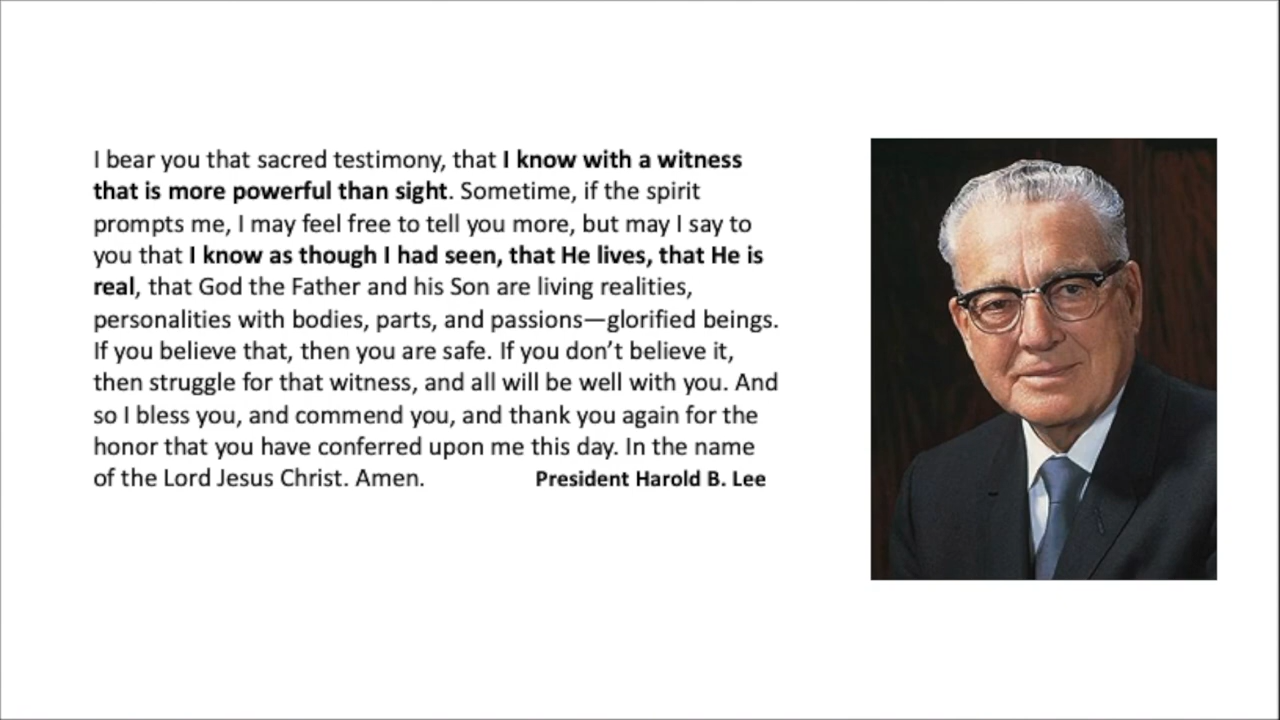 I bear you that sacred testimony, that I know with a witness
that is more powerful than sight. Sometime, if the spirit
prompts me, I may feel free to tell you more, but may I say to
you that I know as though I had seen, that He lives, that He is
real, that God the Father and his Son are living realities,
personalities with bodies, parts, and passions—glorified beings.
If you believe that, then you are safe. If you don’t believe it,
then struggle for that witness, and all will be well with you. And
so I bless you, and commend you, and thank you again for the
honor that you have conferred upon me this day. In the name
of the Lord Jesus Christ. Amen. President Harold B. Lee